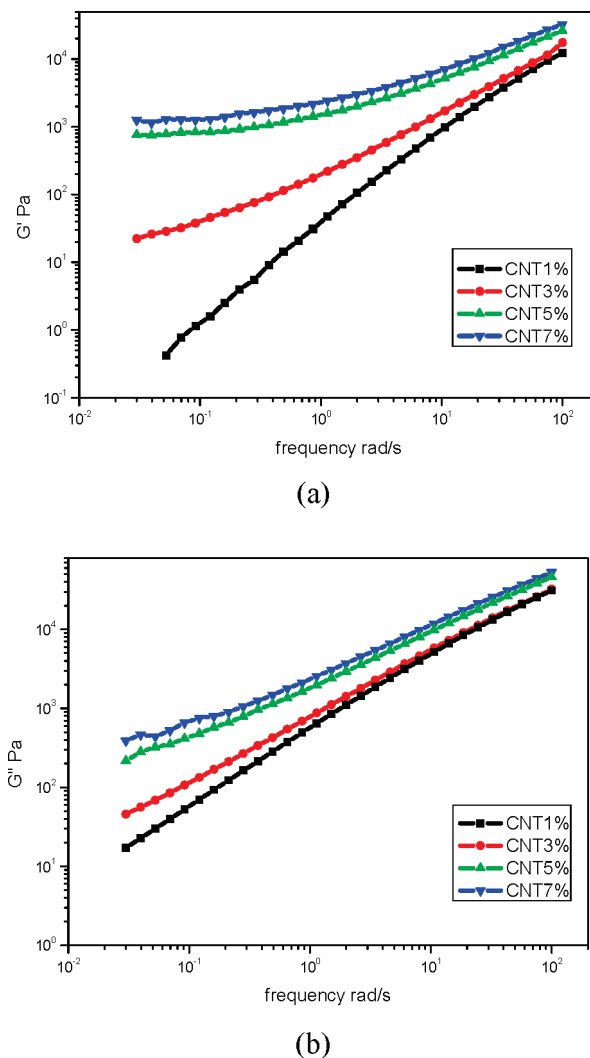 10^4
10^3
10^2
10^1
10^0
10^-1
G' Pa
CNT1%
CNT3%
CNT5%
CNT7%
10^-2
10^-1
10^0
10^1
10^2
frequency rad/s
(a)
10^4
10^3
10^2
10^1
10^0
G" Pa
CNT1%
CNT3%
CNT5%
CNT7%
10^-2
10^-1
10^0
10^1
10^2
frequency rad/s
(b)